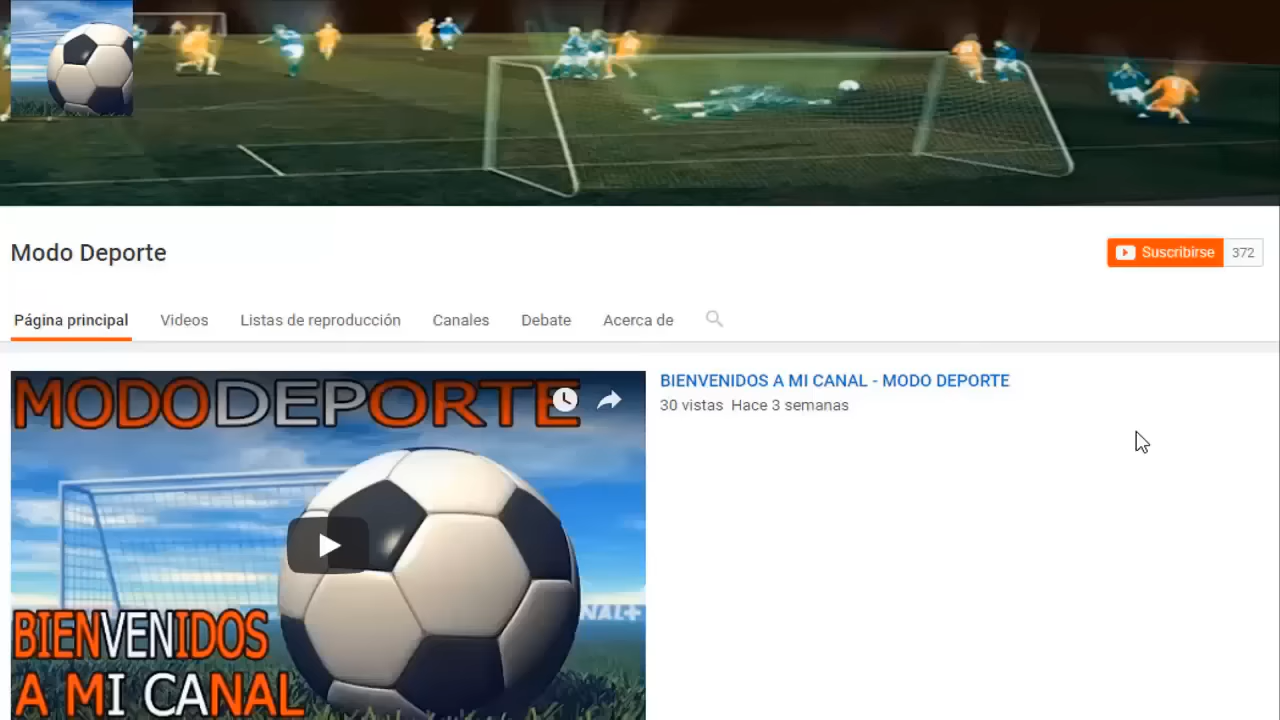 Modo Deporte
Suscribirse 372
Página principal Videos Listas de reproducción Canales Debate Acerca de
MODODEPORTE
BIENVENIDOS A MI CANAL - MODO DEPORTE
30 vistas Hace 3 semanas
NAL+
BIENVENIDOS
A MI CANAL